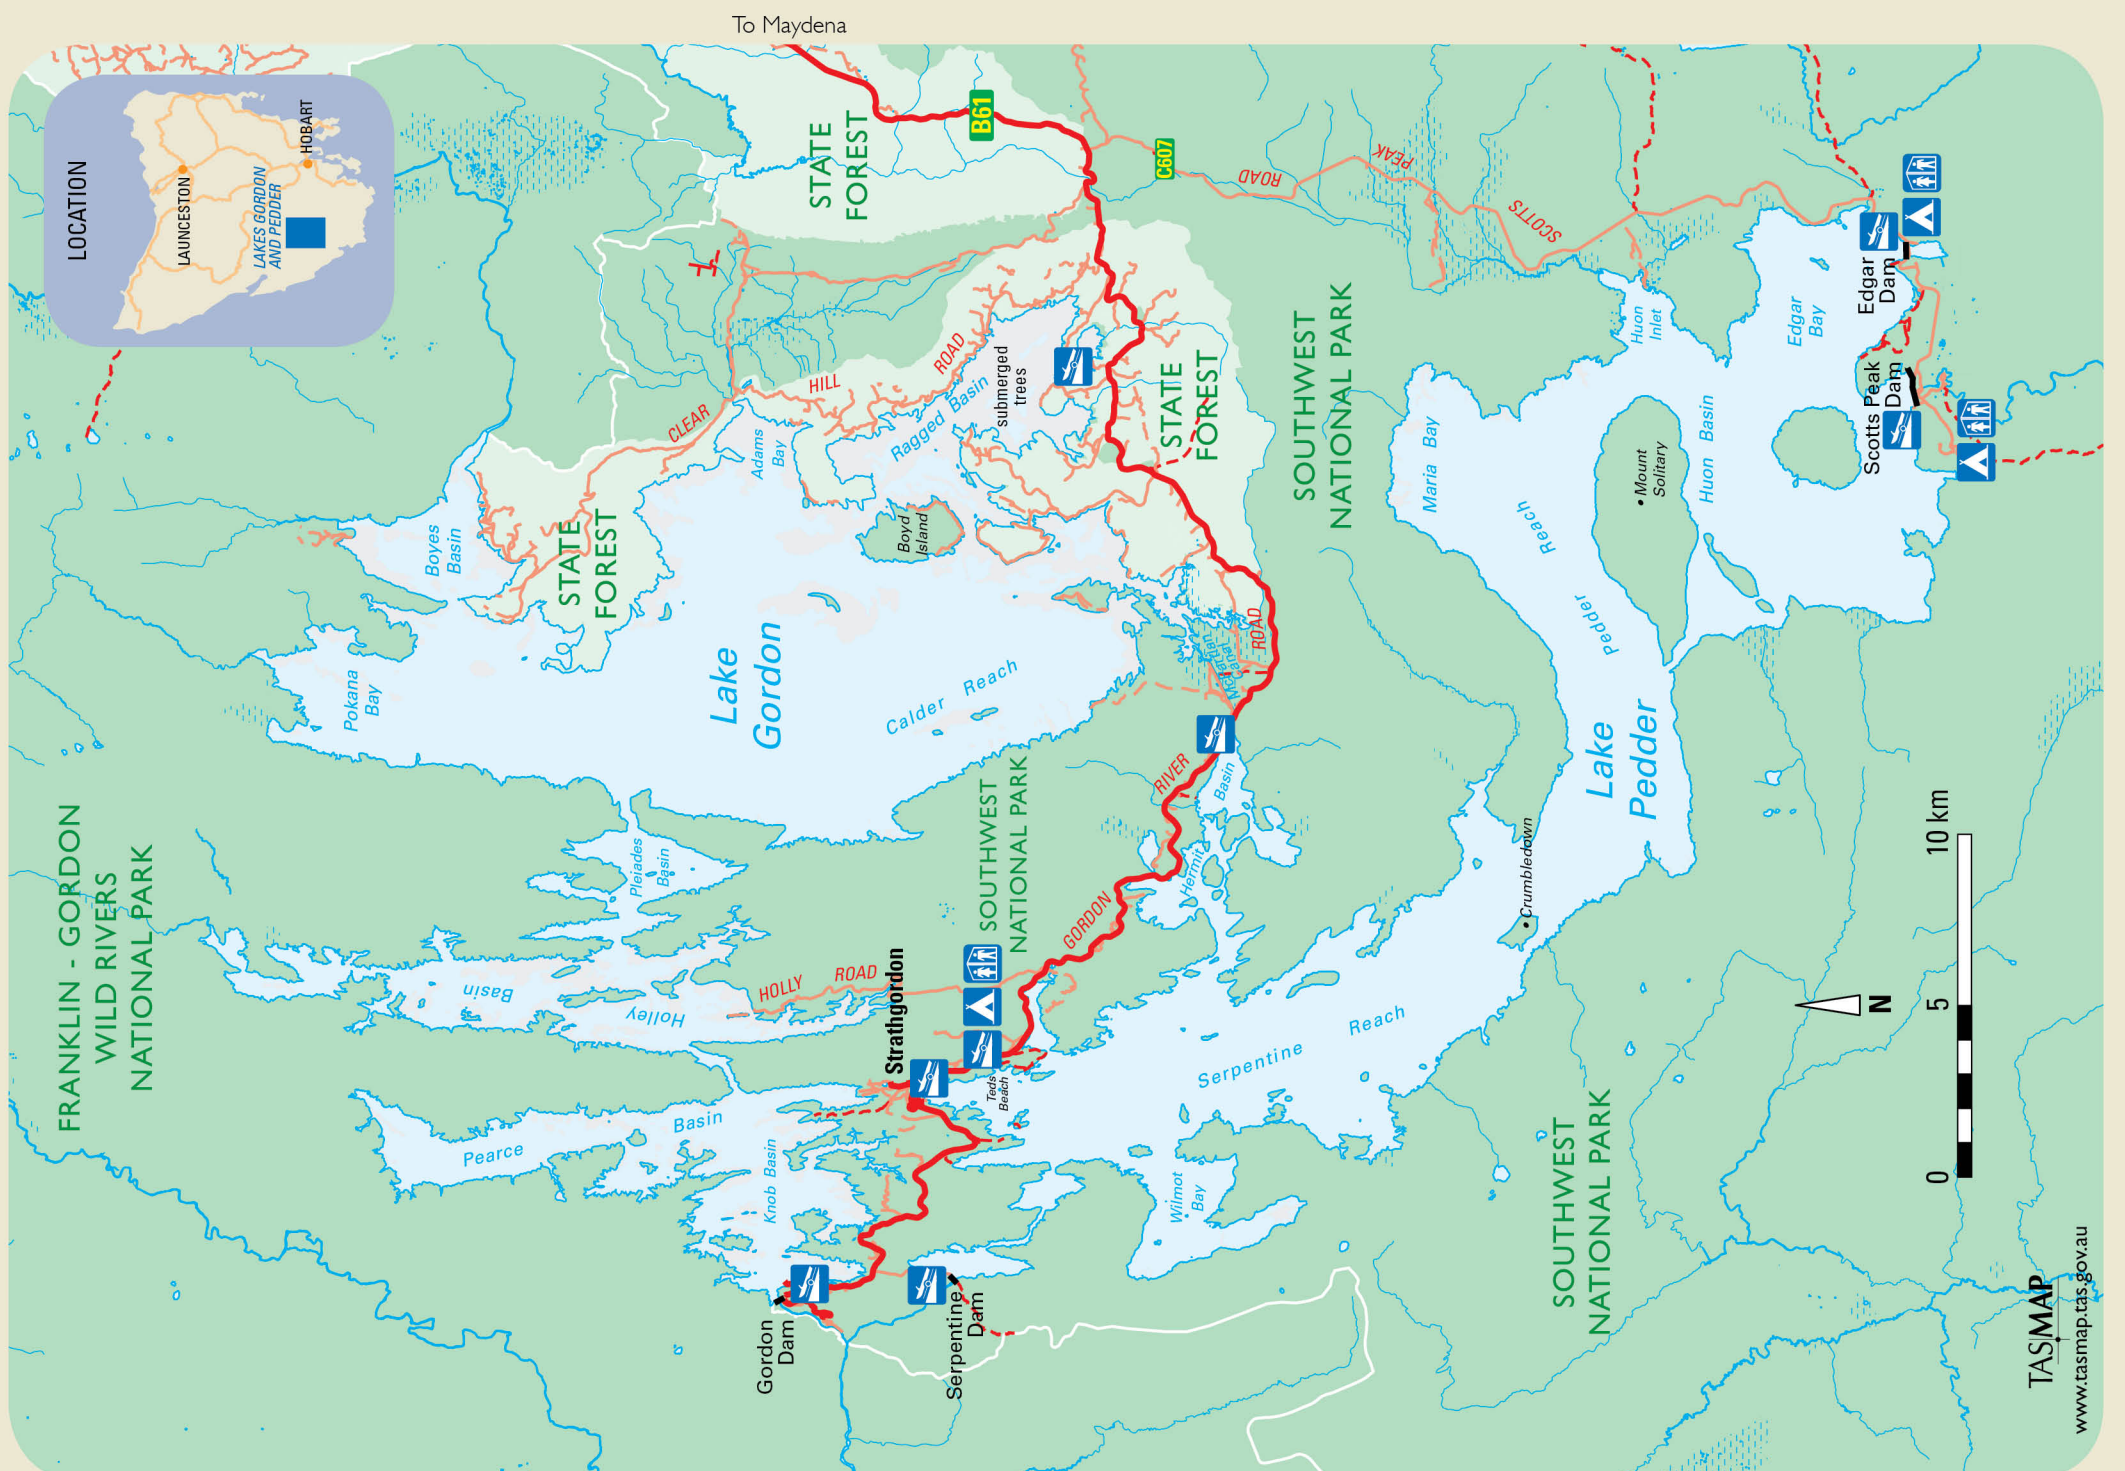 To Maydena
LOCATION
LAUNCESTON
HOBART
LAKES GORDON
AND PEDDER
FRANKLIN - GORDON
WILD RIVERS
NATIONAL PARK
STATE
FOREST
B61
C607
SCOTTS
PEAK
ROAD
CLEAR
HILL
ROAD
Adams
Bay
Ragged Basin
submerged
trees
Boyd
Island
STATE
FOREST
STATE
FOREST
Boyes
Basin
Pokana
Bay
Lake
Gordon
Calder Reach
McPartlan
Canal
SOUTHWEST
NATIONAL PARK
SOUTHWEST
NATIONAL PARK
GORDON
RIVER
ROAD
Hermit
Basin
Pleiades
Basin
Holley
Basin
HOLLY
ROAD
Strathgordon
Teds
Beach
Pearce
Basin
Knob Basin
Gordon
Dam
Serpentine
Dam
Wilmot
Bay
Serpentine
Reach
Crumbledown
Lake
Pedder
Pedder
Reach
Maria Bay
Mount
Solitary
Huon Basin
Huon
Inlet
Edgar
Bay
Edgar
Dam
Scotts Peak
Dam
SOUTHWEST
NATIONAL PARK
N
0
5
10 km
TASMAP
www.tasmap.tas.gov.au